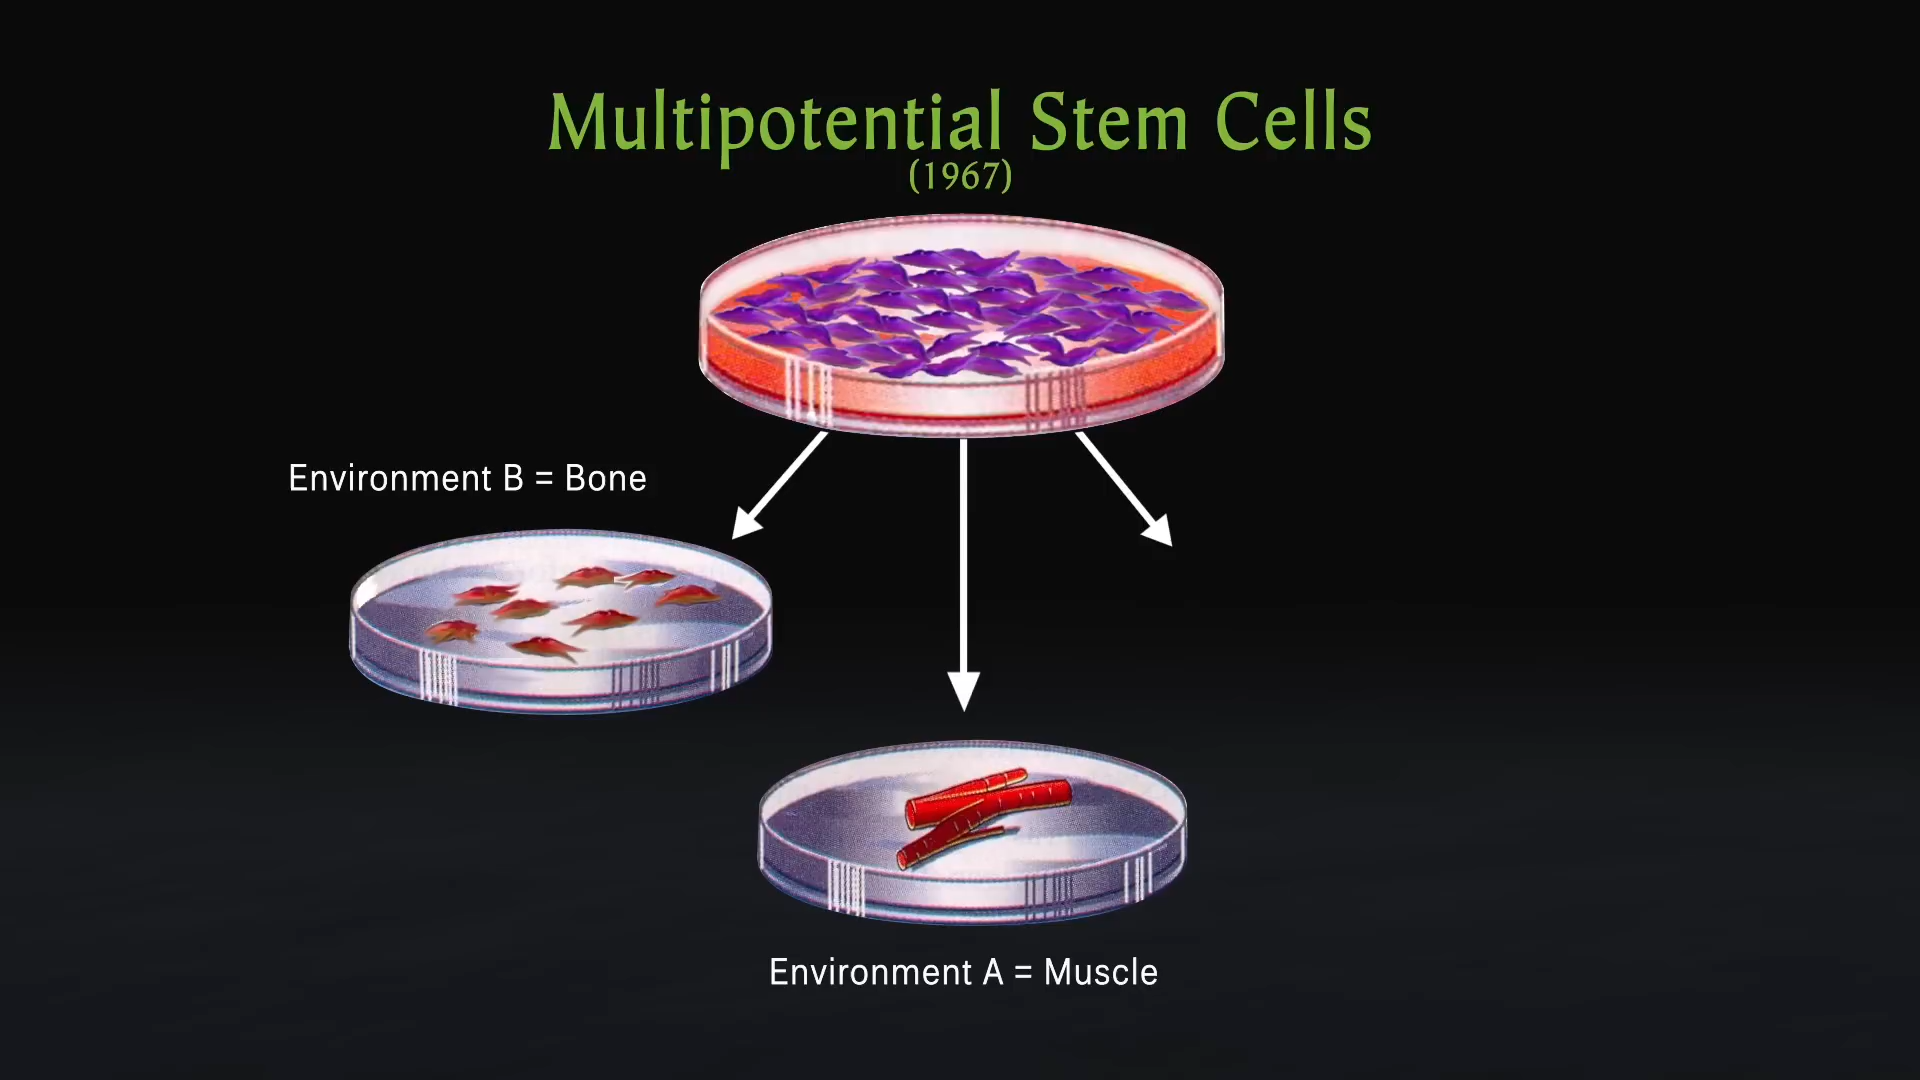 Multipotential Stem Cells
(1967)
Environment B = Bone
Environment A = Muscle